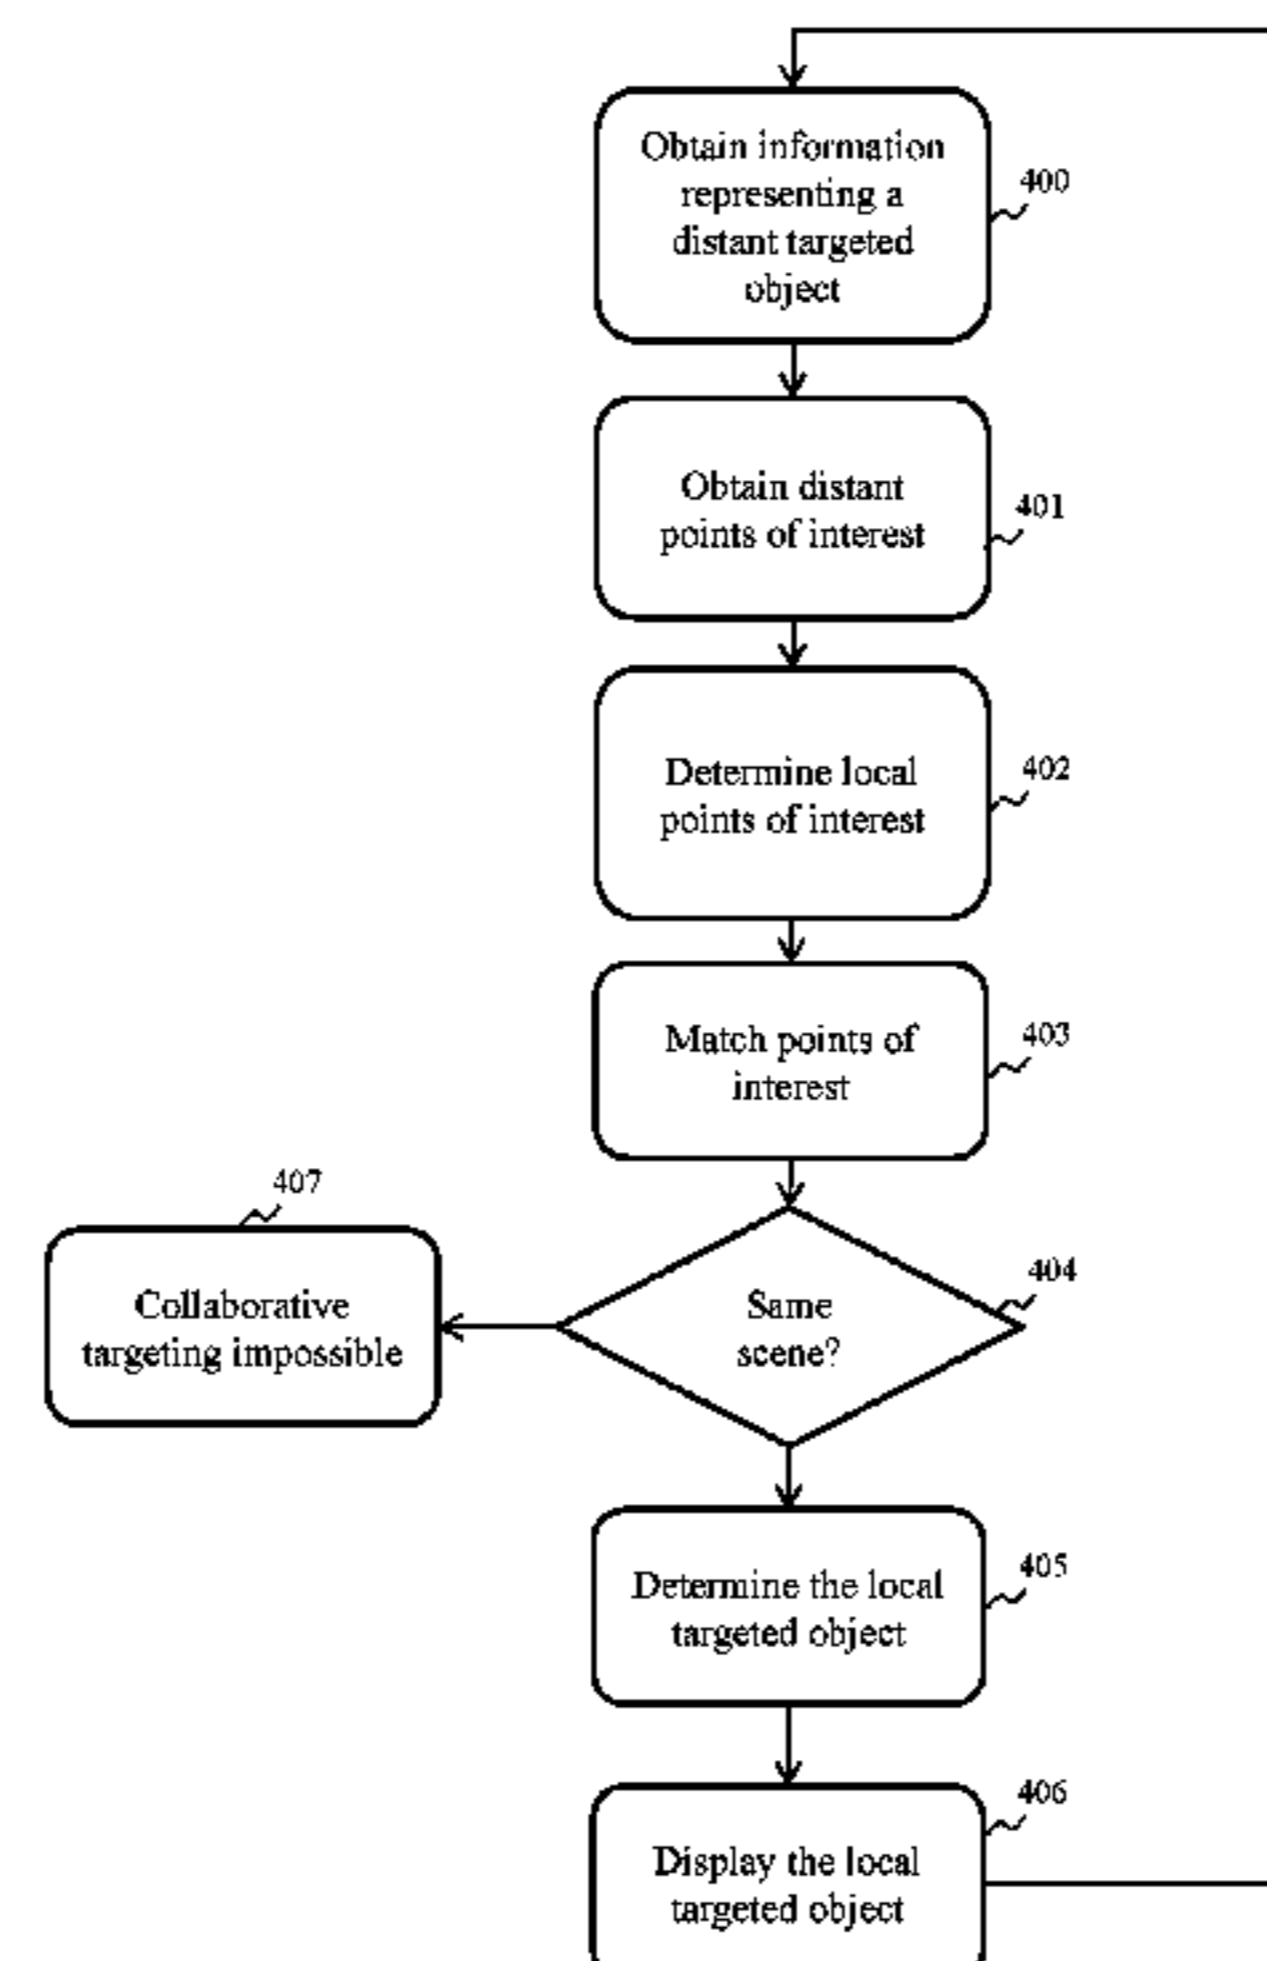 Obtain information
representing a
distant targeted
object
400
Obtain distant
points of interest
401
Determine local
points of interest
402
Match points of
interest
403
407
Collaborative
targeting impossible
Same
scene?
404
Determine the local
targeted object
405
Display the local
targeted object
406